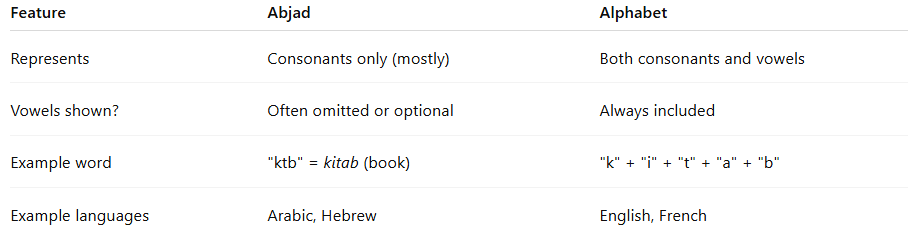 Feature Abjad Alphabet
Represents Consonants only (mostly) Both consonants and vowels
Vowels shown? Often omitted or optional Always included
Example word "ktb" = kitab (book) "k" + "i" + "t" + "a" + "b"
Example languages Arabic, Hebrew English, French